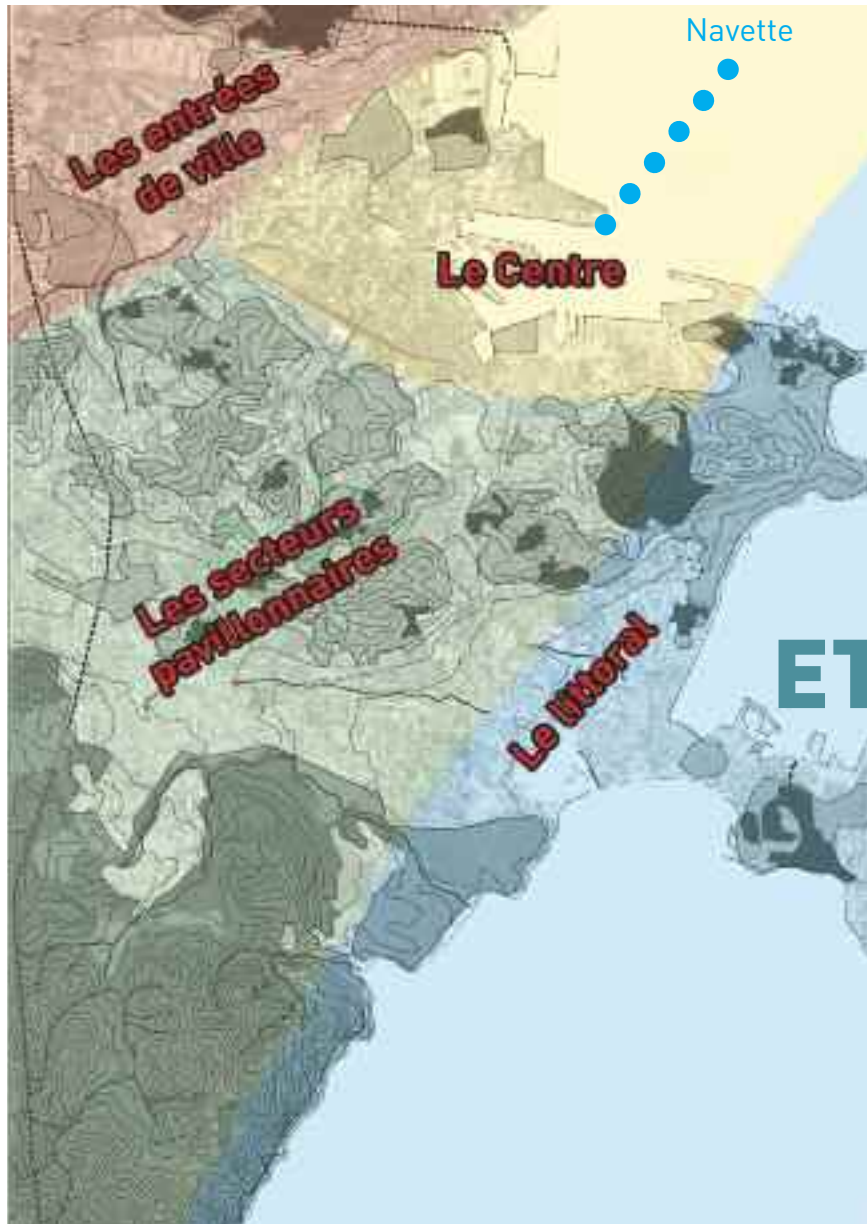 Navette
Les entrées
de ville
Le Centre
Les secteurs
pavillonnaires
Le littoral
ET